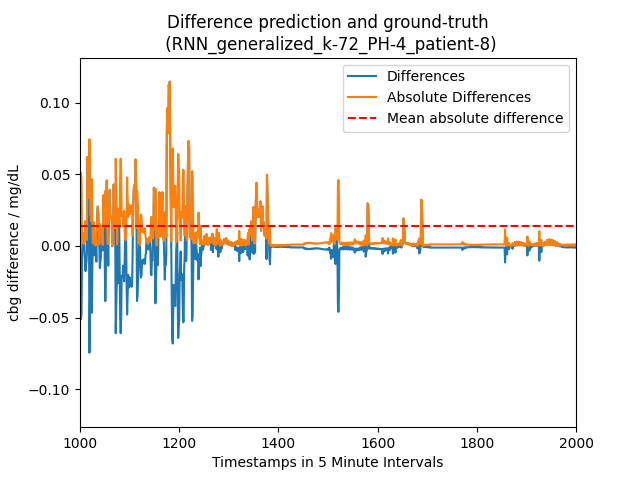 Difference prediction and ground-truth
(RNN_generalized_k-72_PH-4_patient-8)
Differences
Absolute Differences
Mean absolute difference
cbg difference / mg/dL
0.10
0.05
0.00
−0.05
−0.10
1000 1200 1400 1600 1800 2000
Timestamps in 5 Minute Intervals